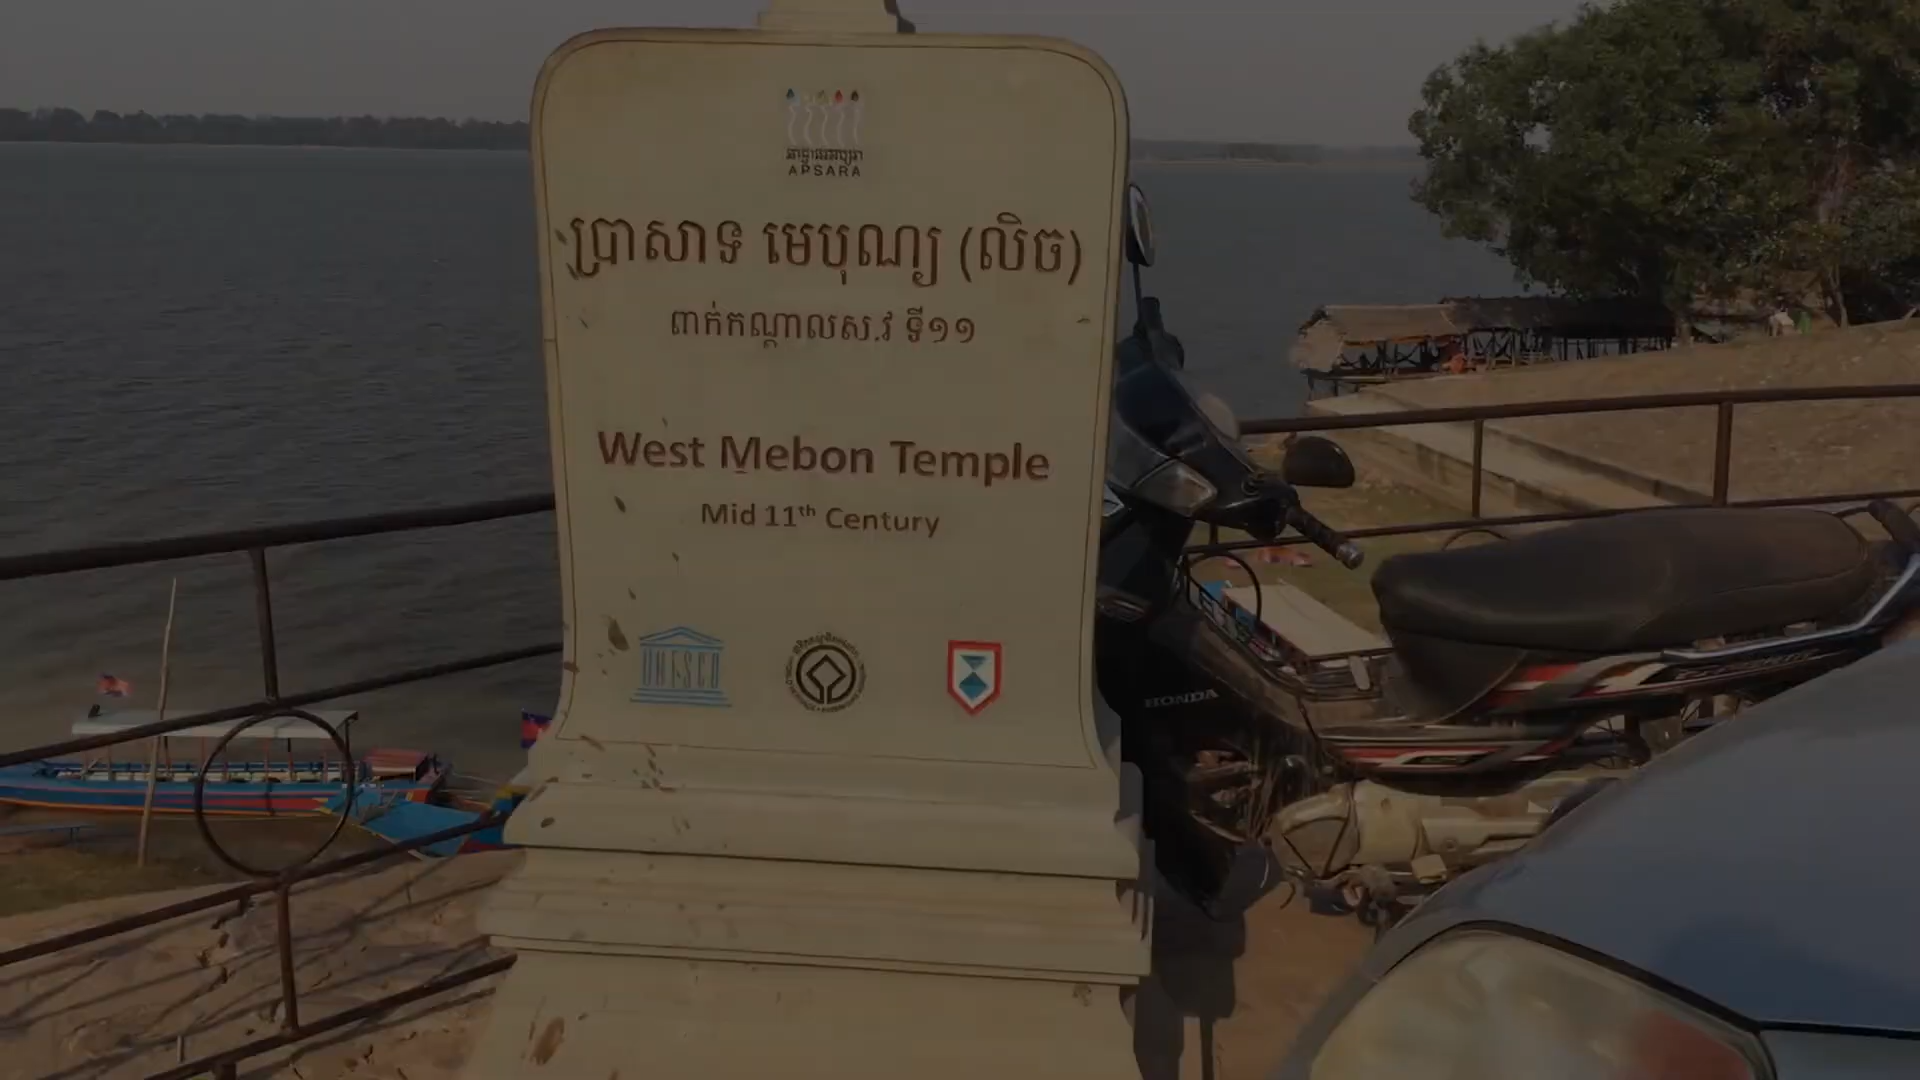 អាជ្ញាធរអប្សរា
APSARA
ប្រាសាទ មេបុណ្យ (លិច)
ពាក់កណ្តាលស.វ ទី១១
West Mebon Temple
Mid 11th Century
UNESCO
HONDA